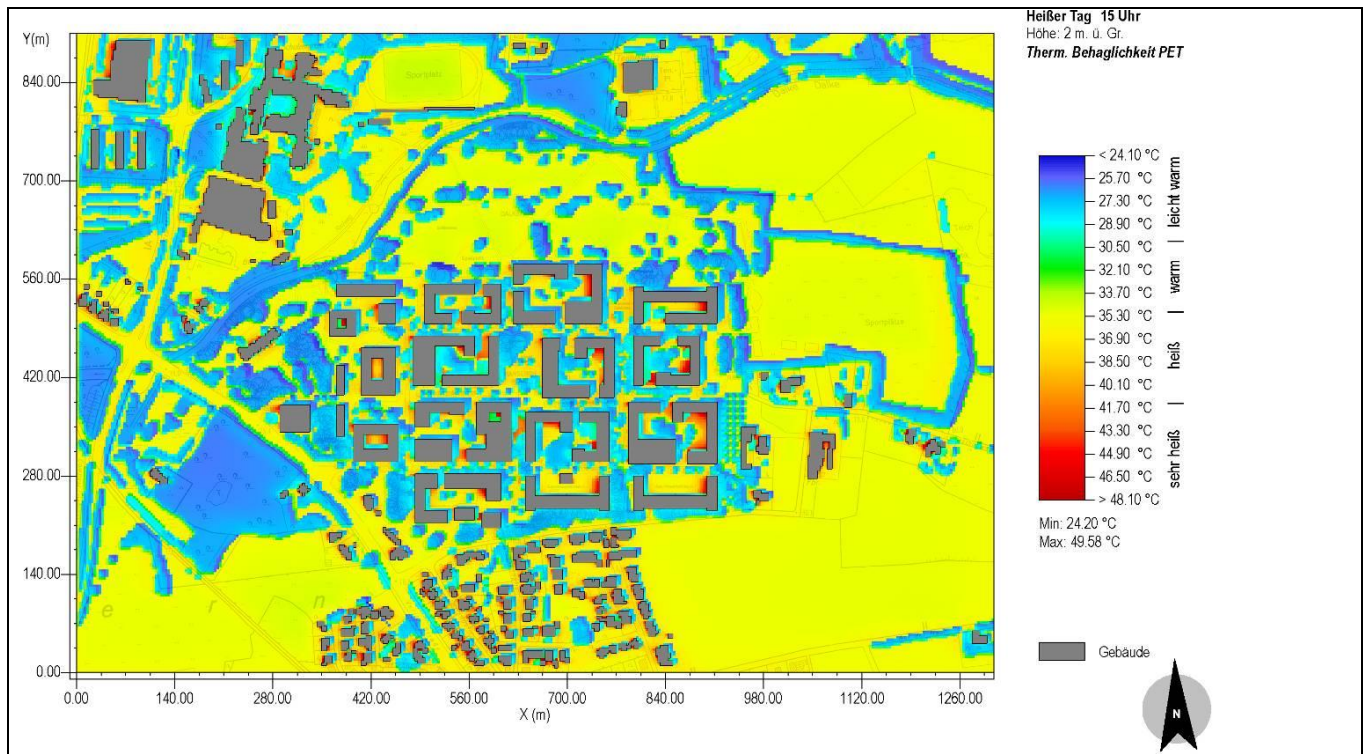 Heißer Tag 15 Uhr
Höhe: 2 m. ü. Gr.
Therm. Behaglichkeit PET
Y(m)
840.00
700.00
560.00
420.00
280.00
140.00
0.00
0.00 140.00 280.00 420.00 560.00 700.00 840.00 980.00 1120.00 1260.00
X (m)
Sportplatz
Sportplätze
e r n
< 24.10 °C
25.70 °C
27.30 °C
28.90 °C
30.50 °C
32.10 °C
33.70 °C
35.30 °C
36.90 °C
38.50 °C
40.10 °C
41.70 °C
43.30 °C
44.90 °C
46.50 °C
> 48.10 °C
leicht warm
warm
heiß
sehr heiß
Min: 24.20 °C
Max: 49.58 °C
Gebäude
N